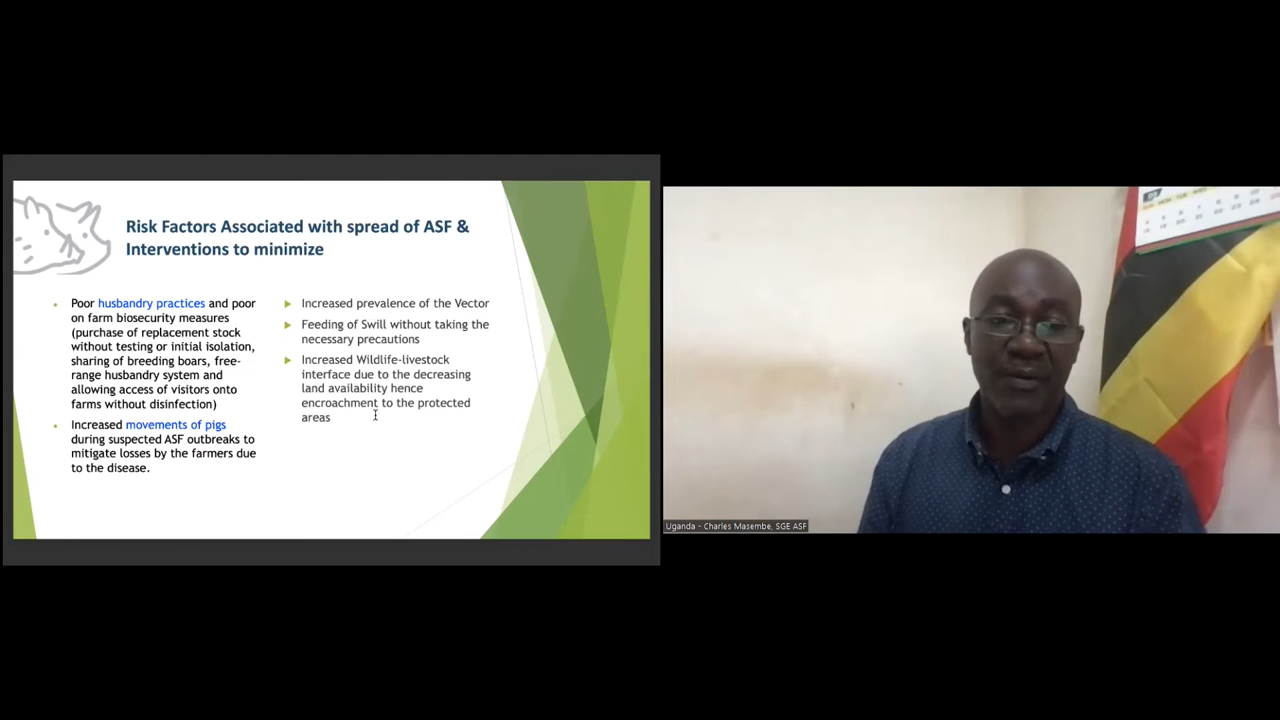 Risk Factors Associated with spread of ASF &
Interventions to minimize
Poor husbandry practices and poor
on farm biosecurity measures
(purchase of replacement stock
without testing or initial isolation,
sharing of breeding boars, free-
range husbandry system and
allowing access of visitors onto
farms without disinfection)
Increased movements of pigs
during suspected ASF outbreaks to
mitigate losses by the farmers due
to the disease.
Increased prevalence of the Vector
Feeding of Swill without taking the
necessary precautions
Increased Wildlife-livestock
interface due to the decreasing
land availability hence
encroachment to the protected
areas
SUN MON TUE WED
Uganda - Charles Masembe, SGE ASF